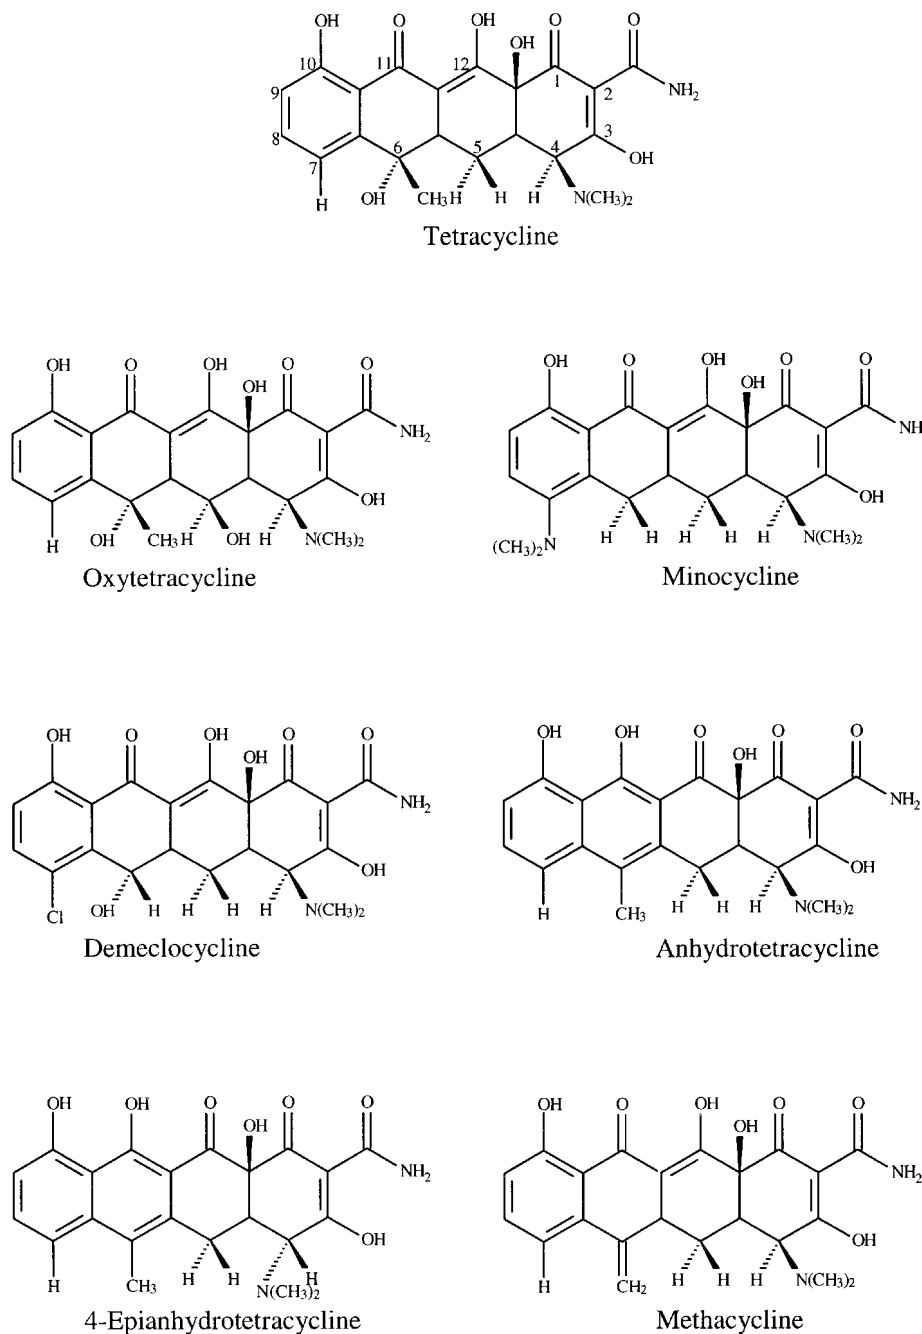 OH O OH OH O O
10 11 12 1 2 NH2
9
8 3
7 6 5 4 OH
H OH CH3 H H H N(CH3)2
Tetracycline
OH O OH OH O O NH2
OH
H OH CH3 H OH H N(CH3)2
Oxytetracycline
OH O OH OH O O NH
OH
(CH3)2N H H H H H N(CH3)2
Minocycline
OH O OH OH O O NH2
OH
Cl OH H H H H N(CH3)2
Demeclocycline
OH OH O OH O O NH2
OH
H CH3 H H H N(CH3)2
Anhydrotetracycline
OH OH O OH O O NH2
OH
H CH3 H H N(CH3)2 H
4-Epianhydrotetracycline
OH O OH OH O O NH2
OH
H CH2 H H H N(CH3)2
Methacycline